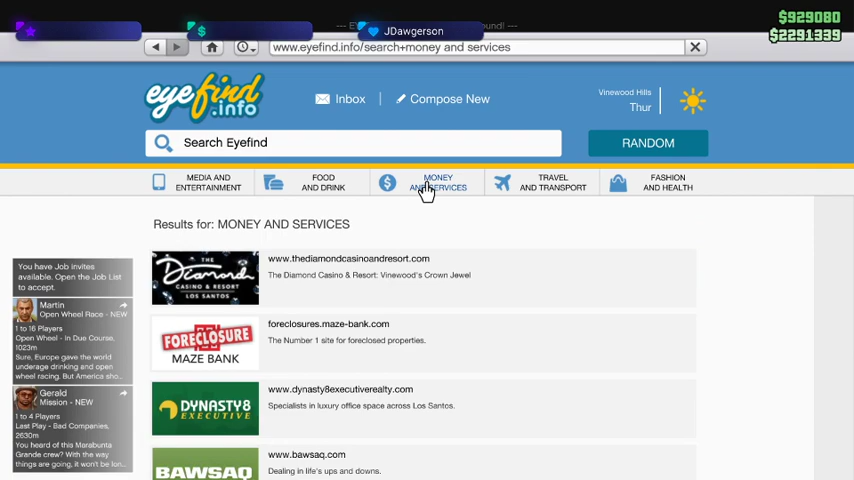 JDawgerson
$929080
$2291339
www.eyefind.info/search+money and services
eyefind
.info
Inbox
Compose New
Vinewood Hills
Thur
Search Eyefind
RANDOM
MEDIA AND
ENTERTAINMENT
FOOD
AND DRINK
MONEY
AND SERVICES
TRAVEL
AND TRANSPORT
FASHION
AND HEALTH
Results for: MONEY AND SERVICES
THE
Diamond
CASINO & RESORT
LOS SANTOS
www.thediamondcasinoandresort.com
The Diamond Casino & Resort: Vinewood's Crown Jewel
FORECLOSURE
MAZE BANK
foreclosures.maze-bank.com
The Number 1 site for foreclosed properties.
DYNASTY8
EXECUTIVE
www.dynasty8executiverealty.com
Specialists in luxury office space across Los Santos.
BAWSAQ
www.bawsaq.com
Dealing in life's ups and downs.
You have Job invites
available. Open the Job List
to accept.
Martin
Open Wheel Race - NEW
1 to 16 Players
Open Wheel - In Due Course,
1023m
Sure, Europe gave the world
underage drinking and open
wheel racing. But America sho...
Gerald
Mission - NEW
1 to 4 Players
Last Play - Bad Companies,
2630m
You heard of this Marabunta
Grande crew? With the way
things are going, it won't be lon...